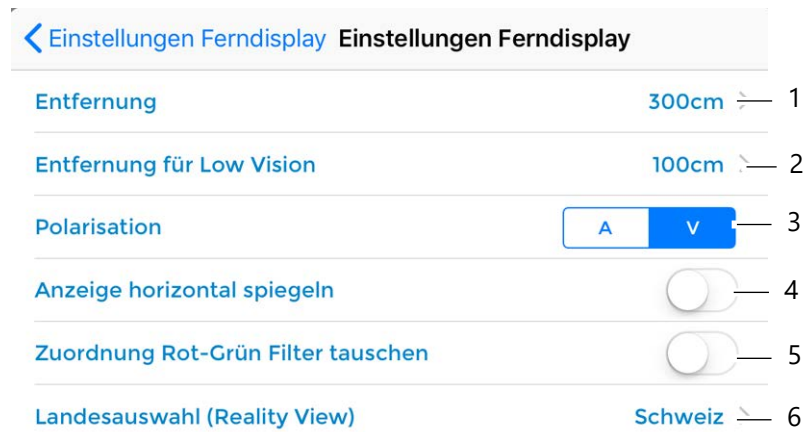 Einstellungen Ferndisplay Einstellungen Ferndisplay
Entfernung 300cm 1
Entfernung für Low Vision 100cm 2
Polarisation A V 3
Anzeige horizontal spiegeln 4
Zuordnung Rot-Grün Filter tauschen 5
Landesauswahl (Reality View) Schweiz 6